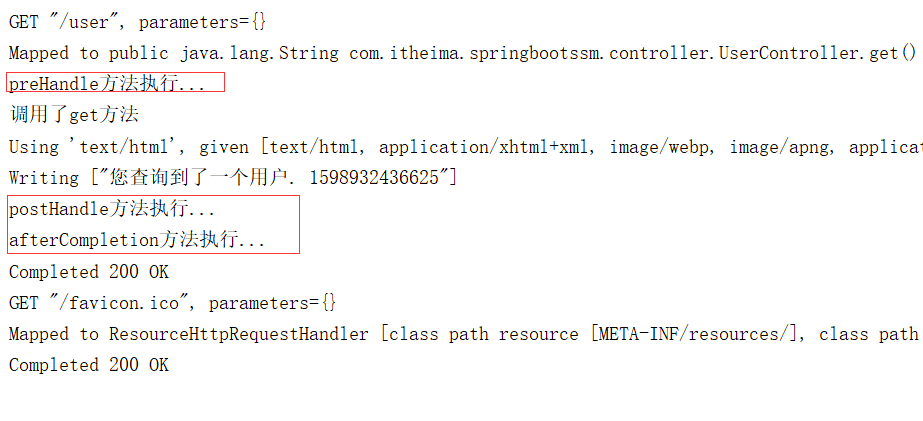 GET "/user", parameters={}
Mapped to public java.lang.String com.itheima.springbootssm.controller.UserController.get()
preHandle方法执行...
调用了get方法
Using 'text/html', given [text/html, application/xhtml+xml, image/webp, image/apng, applicat
Writing ["您查询到了一个用户. 1598932436625"]
postHandle方法执行...
afterCompletion方法执行...
Completed 200 OK
GET "/favicon.ico", parameters={}
Mapped to ResourceHttpRequestHandler [class path resource [META-INF/resources/], class path
Completed 200 OK